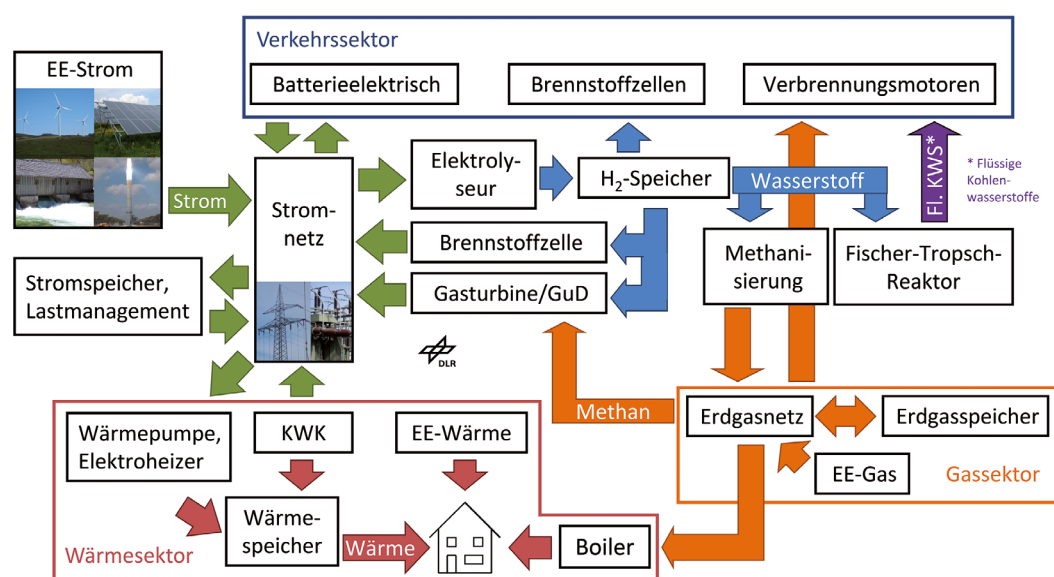 Verkehrssektor
EE-Strom
Batterieelektrisch
Brennstoffzellen
Verbrennungsmotoren
Strom
Strom-
netz
Elektroly-
seur
H₂-Speicher
Wasserstoff
Fl. KWS*
* Flüssige
Kohlen-
wasserstoffe
Brennstoffzelle
Gasturbine/GuD
Methani-
sierung
Fischer-Tropsch-
Reaktor
Stromspeicher,
Lastmanagement
DLR
Methan
Erdgasnetz
Erdgasspeicher
EE-Gas
Gassektor
Wärmepumpe,
Elektroheizer
KWK
EE-Wärme
Wärme-
speicher
Wärme
Boiler
Wärmesektor